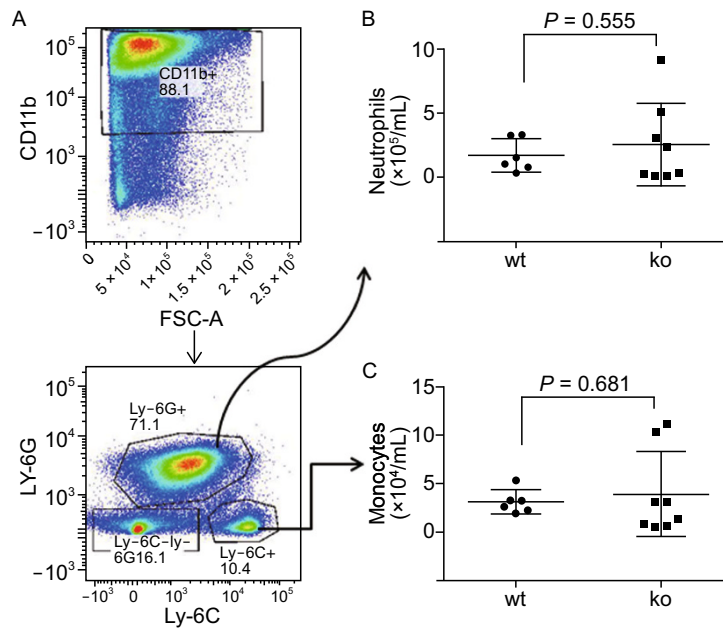 A
CD11b
10⁵
10⁴
10³
−10³
CD11b+
88.1
0
5 × 10⁴
1 × 10⁵
1.5 × 10⁵
2 × 10⁵
2.5 × 10⁵
FSC-A
LY-6G
10⁵
10⁴
10³
−10³
Ly−6G+
71.1
Ly−6C−ly−
6G16.1
Ly−6C+
10.4
−10³
0
10³
10⁴
10⁵
Ly-6C
B
P = 0.555
Neutrophils
(×10⁵/mL)
10
5
0
wt
ko
C
P = 0.681
Monocytes
(×10⁴/mL)
15
10
5
0
wt
ko